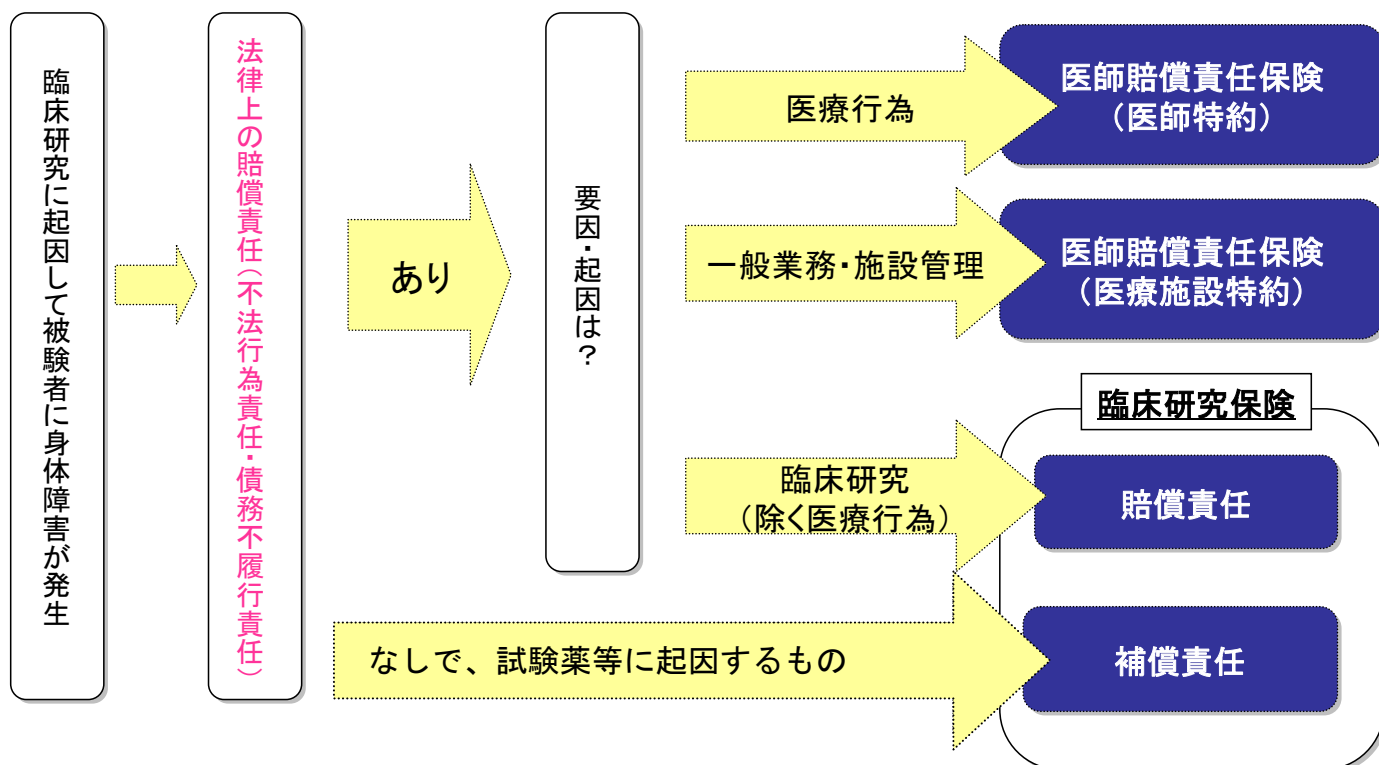 臨床研究に起因して被験者に身体障害が発生
法律上の賠償責任（不法行為責任・債務不履行責任）
あり
要因・起因は？
医療行為
医師賠償責任保険
（医師特約）
一般業務・施設管理
医師賠償責任保険
（医療施設特約）
臨床研究保険
臨床研究
（除く医療行為）
賠償責任
なしで、試験薬等に起因するもの
補償責任